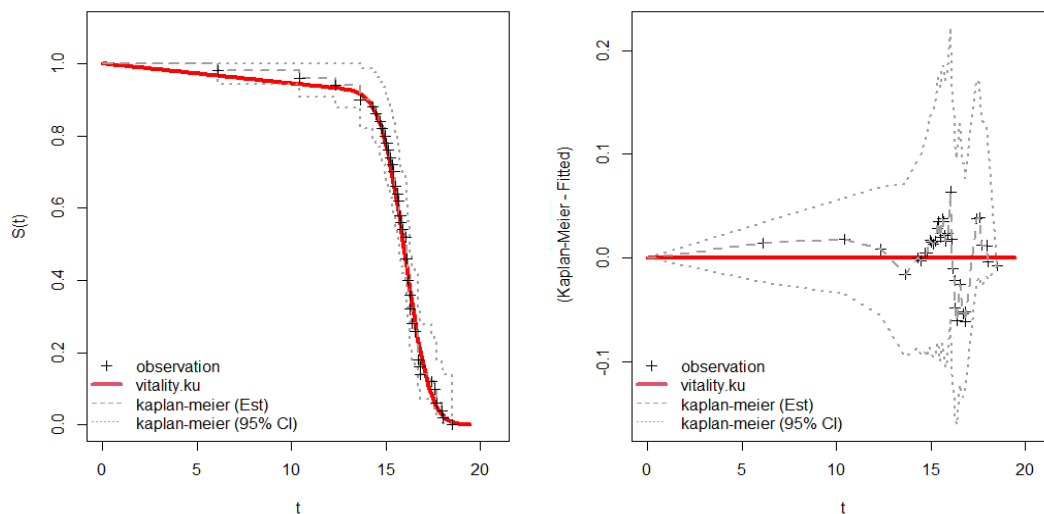 S(t)
1.0
0.8
0.6
0.4
0.2
0.0
observation
vitality.ku
kaplan-meier (Est)
kaplan-meier (95% CI)
0 5 10 15 20
t
(Kaplan-Meier - Fitted)
0.2
0.1
0.0
-0.1
observation
vitality.ku
kaplan-meier (Est)
kaplan-meier (95% CI)
0 5 10 15 20
t